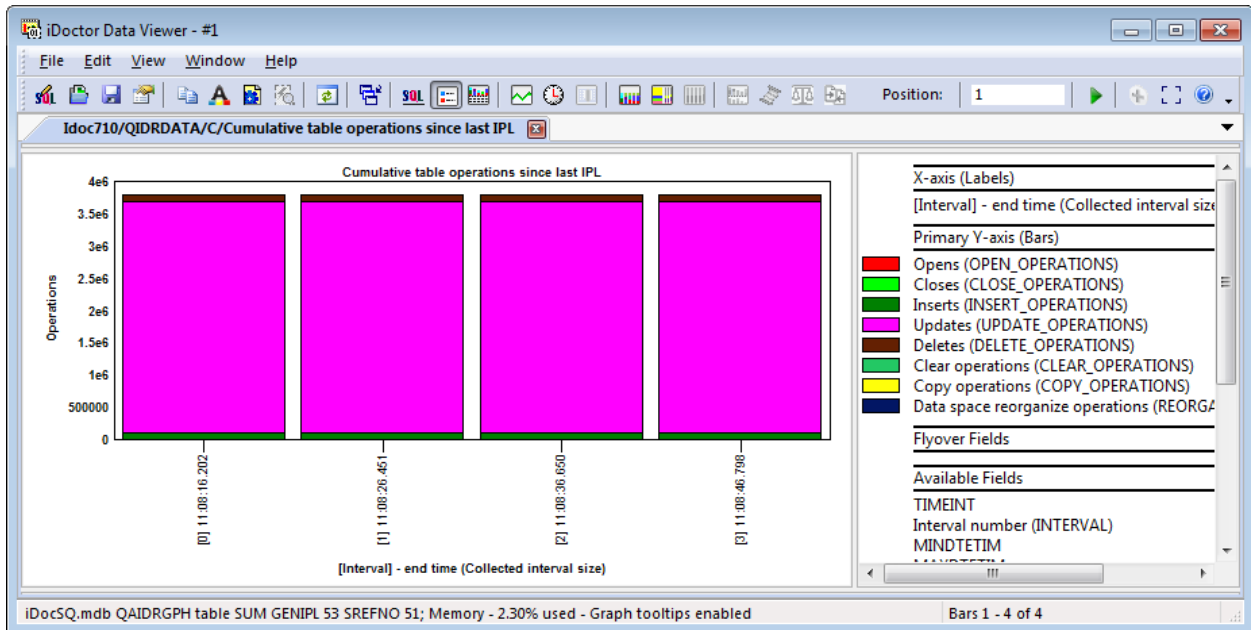 iDoctor Data Viewer - #1
File Edit View Window Help
SQL SQL Position: 1
Idoc710/QIDRDATA/C/Cumulative table operations since last IPL
Cumulative table operations since last IPL
4e6
3.5e6
3e6
2.5e6
2e6
1.5e6
1e6
500000
0
Operations
[0] 11:08:16.202
[1] 11:08:26.451
[2] 11:08:36.650
[3] 11:08:46.798
[Interval] - end time (Collected interval size)
X-axis (Labels)
[Interval] - end time (Collected interval size
Primary Y-axis (Bars)
Opens (OPEN_OPERATIONS)
Closes (CLOSE_OPERATIONS)
Inserts (INSERT_OPERATIONS)
Updates (UPDATE_OPERATIONS)
Deletes (DELETE_OPERATIONS)
Clear operations (CLEAR_OPERATIONS)
Copy operations (COPY_OPERATIONS)
Data space reorganize operations (REORGA
Flyover Fields
Available Fields
TIMEINT
Interval number (INTERVAL)
MINDTETIM
MAXDTETIM
iDocSQ.mdb QAIDRGPH table SUM GENIPL 53 SREFNO 51; Memory - 2.30% used - Graph tooltips enabled
Bars 1 - 4 of 4